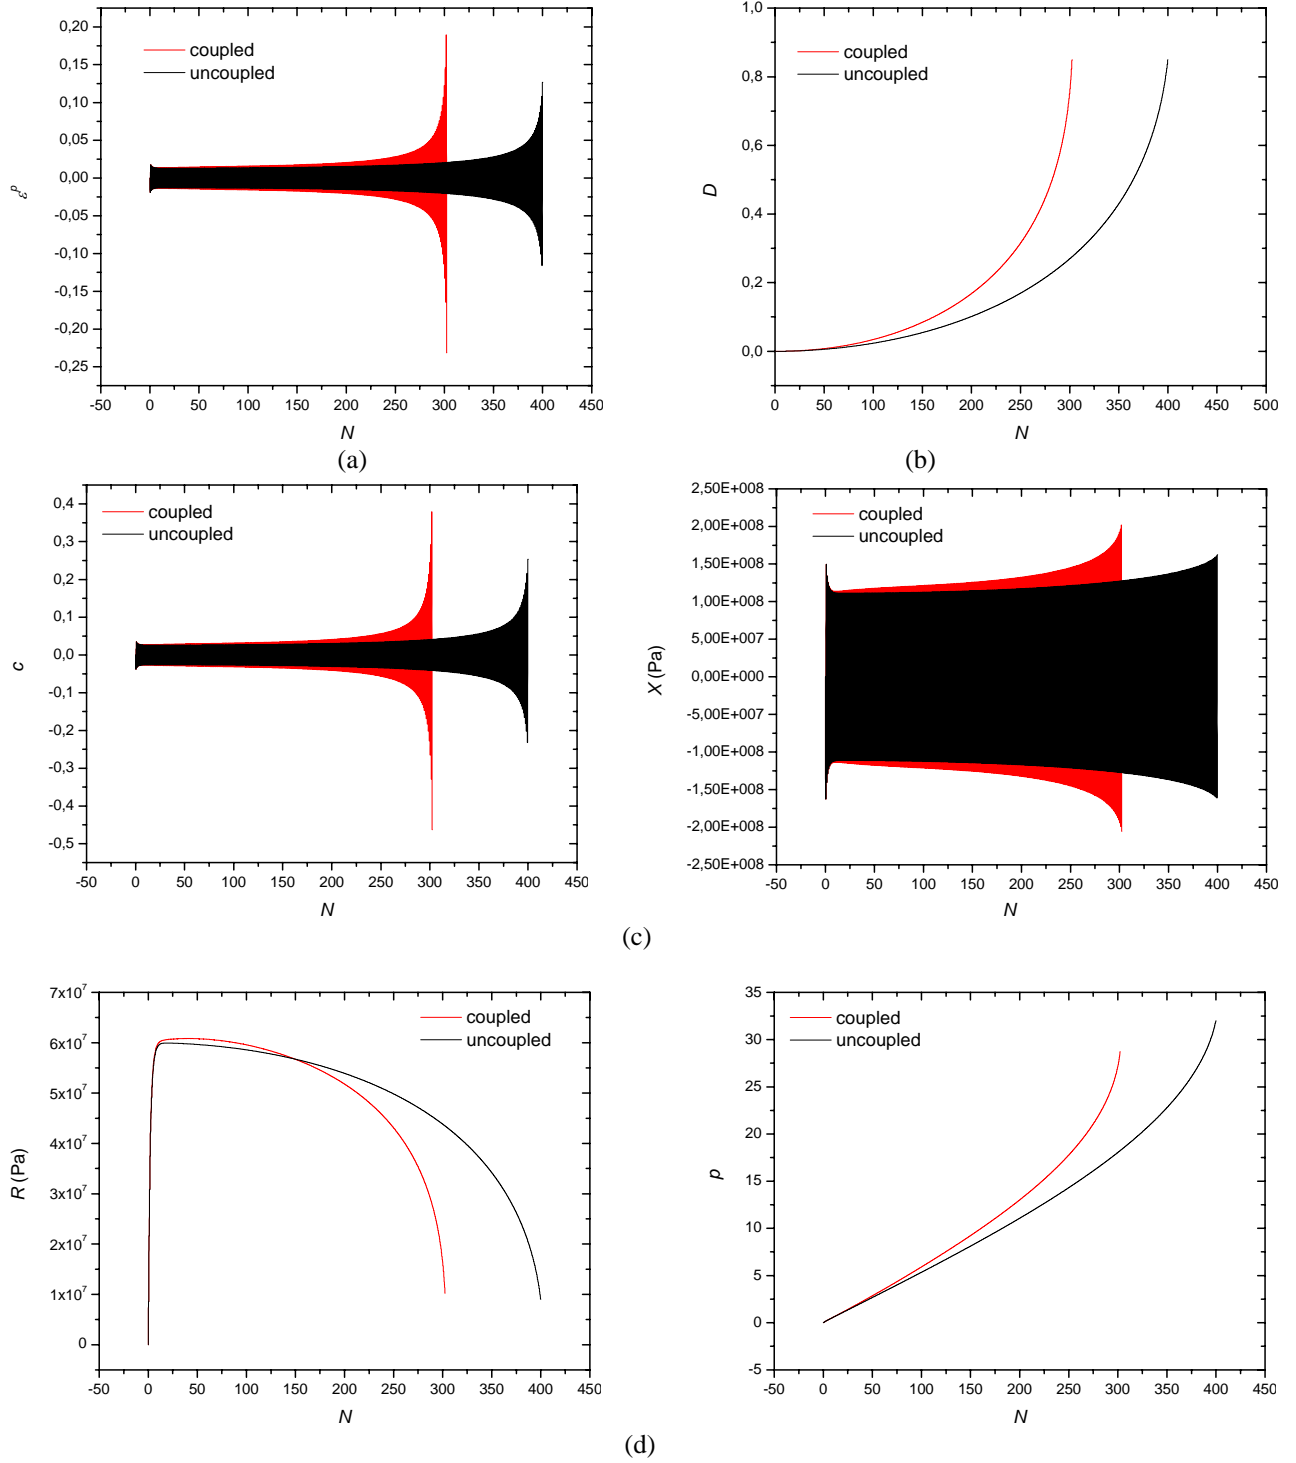 0,20
0,15
0,10
0,05
0,00
-0,05
-0,10
-0,15
-0,20
-0,25
-50 0 50 100 150 200 250 300 350 400 450
ε^p
N
coupled
uncoupled
(a)
1,0
0,8
0,6
0,4
0,2
0,0
0 50 100 150 200 250 300 350 400 450 500
D
N
coupled
uncoupled
(b)
0,4
0,3
0,2
0,1
0,0
-0,1
-0,2
-0,3
-0,4
-0,5
-50 0 50 100 150 200 250 300 350 400 450
c
N
coupled
uncoupled
2,50E+008
2,00E+008
1,50E+008
1,00E+008
5,00E+007
0,00E+000
-5,00E+007
-1,00E+008
-1,50E+008
-2,00E+008
-2,50E+008
-50 0 50 100 150 200 250 300 350 400 450
X (Pa)
N
coupled
uncoupled
(c)
7x10^7
6x10^7
5x10^7
4x10^7
3x10^7
2x10^7
1x10^7
0
-50 0 50 100 150 200 250 300 350 400 450
R (Pa)
N
coupled
uncoupled
35
30
25
20
15
10
5
0
-5
-50 0 50 100 150 200 250 300 350 400 450
p
N
coupled
uncoupled
(d)